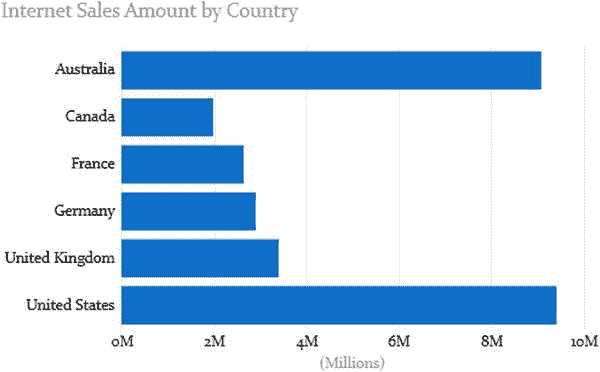 Internet Sales Amount by Country
Australia
Canada
France
Germany
United Kingdom
United States
0M 2M 4M 6M 8M 10M
(Millions)